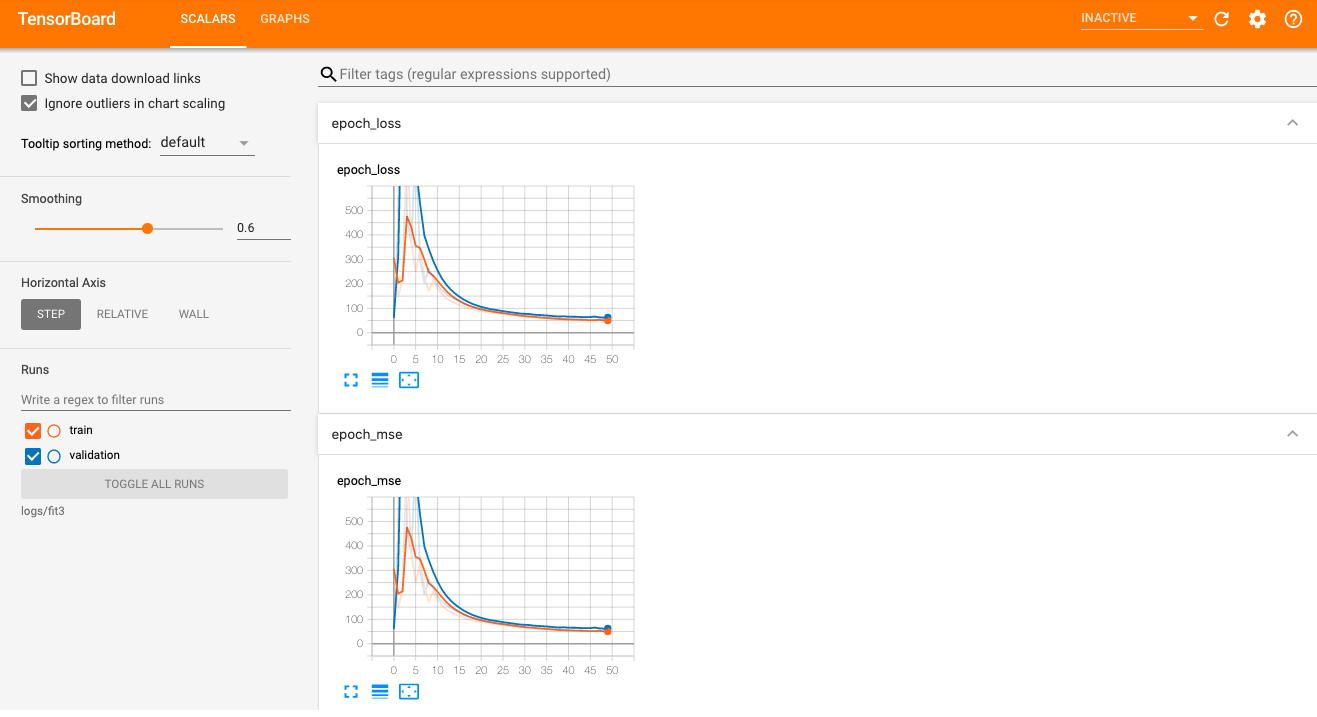 TensorBoard SCALARS GRAPHS INACTIVE
Show data download links
Ignore outliers in chart scaling
Tooltip sorting method: default
Smoothing
0.6
Horizontal Axis
STEP RELATIVE WALL
Runs
Write a regex to filter runs
train
validation
TOGGLE ALL RUNS
logs/fit3
Filter tags (regular expressions supported)
epoch_loss
epoch_loss
500
400
300
200
100
0
0 5 10 15 20 25 30 35 40 45 50
epoch_mse
epoch_mse
500
400
300
200
100
0
0 5 10 15 20 25 30 35 40 45 50